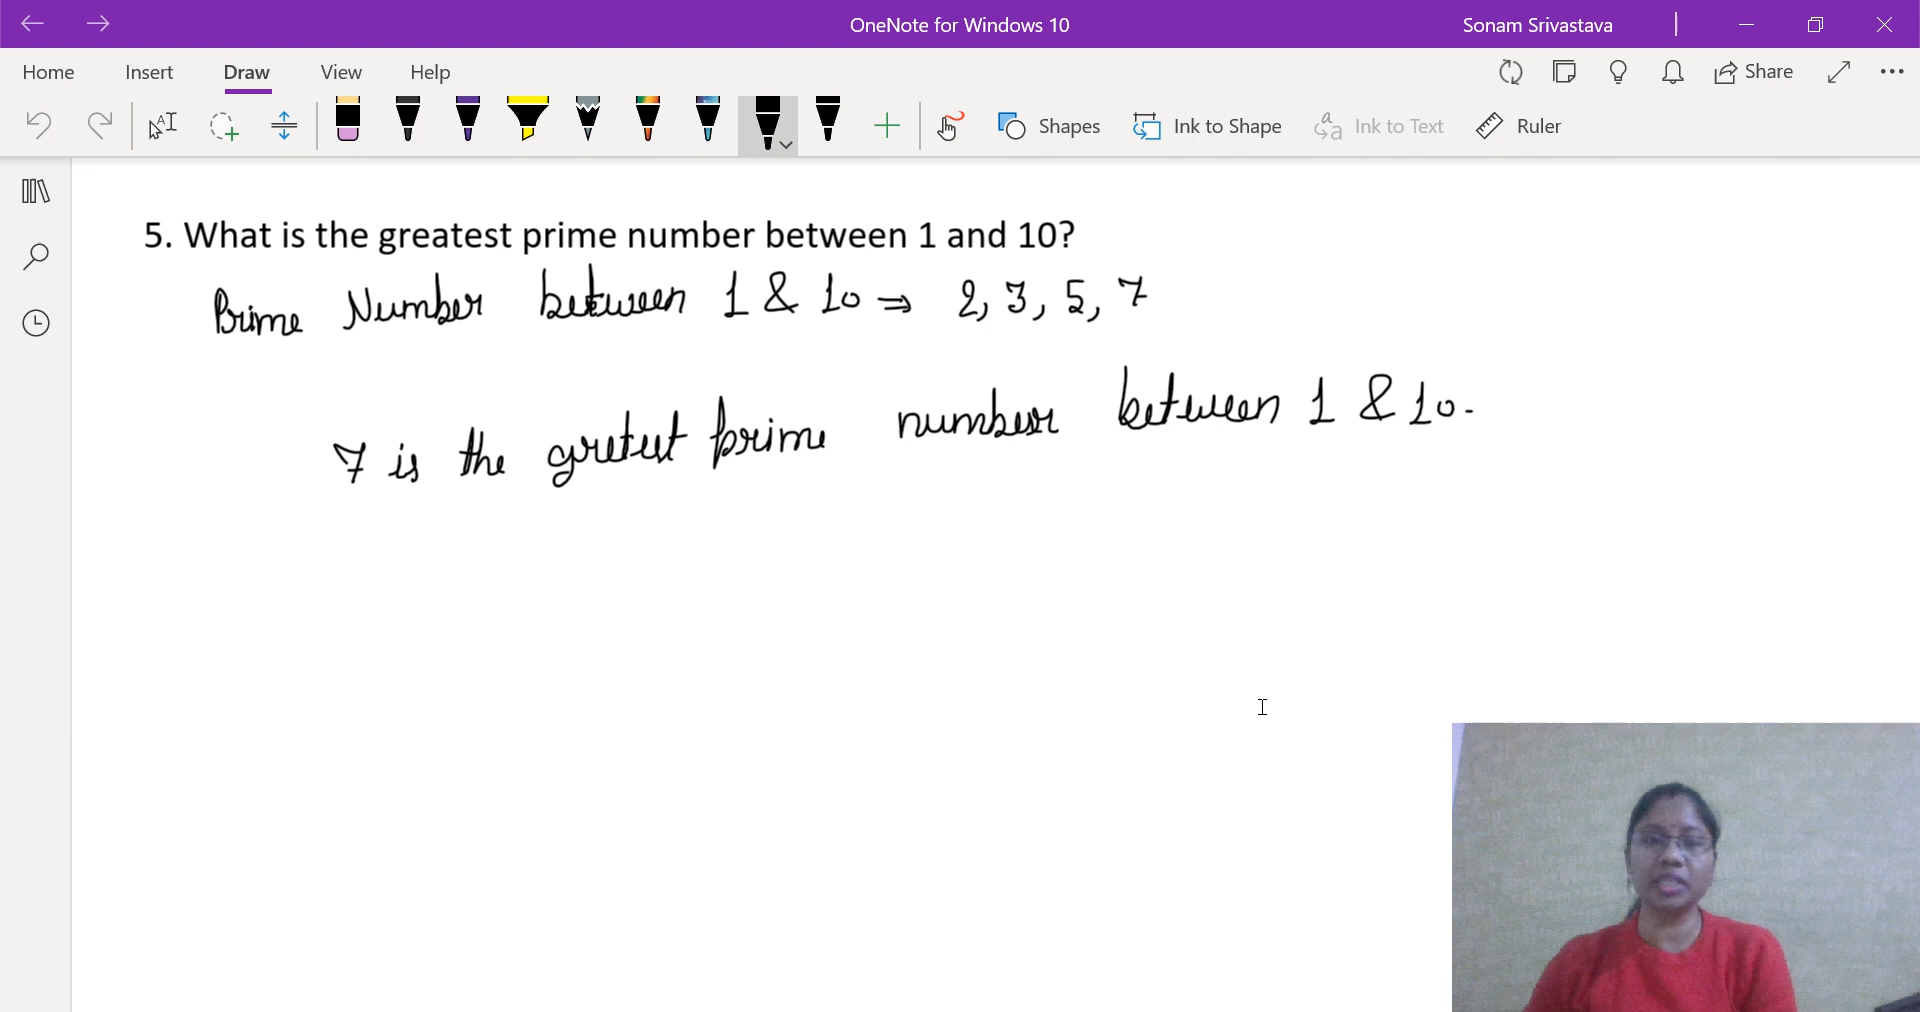 OneNote for Windows 10 Sonam Srivastava
Home Insert Draw View Help Share
Shapes Ink to Shape Ink to Text Ruler
5. What is the greatest prime number between 1 and 10?
Prime Number between 1 & 10 ⇒ 2, 3, 5, 7
7 is the gretest prime number between 1 & 10.